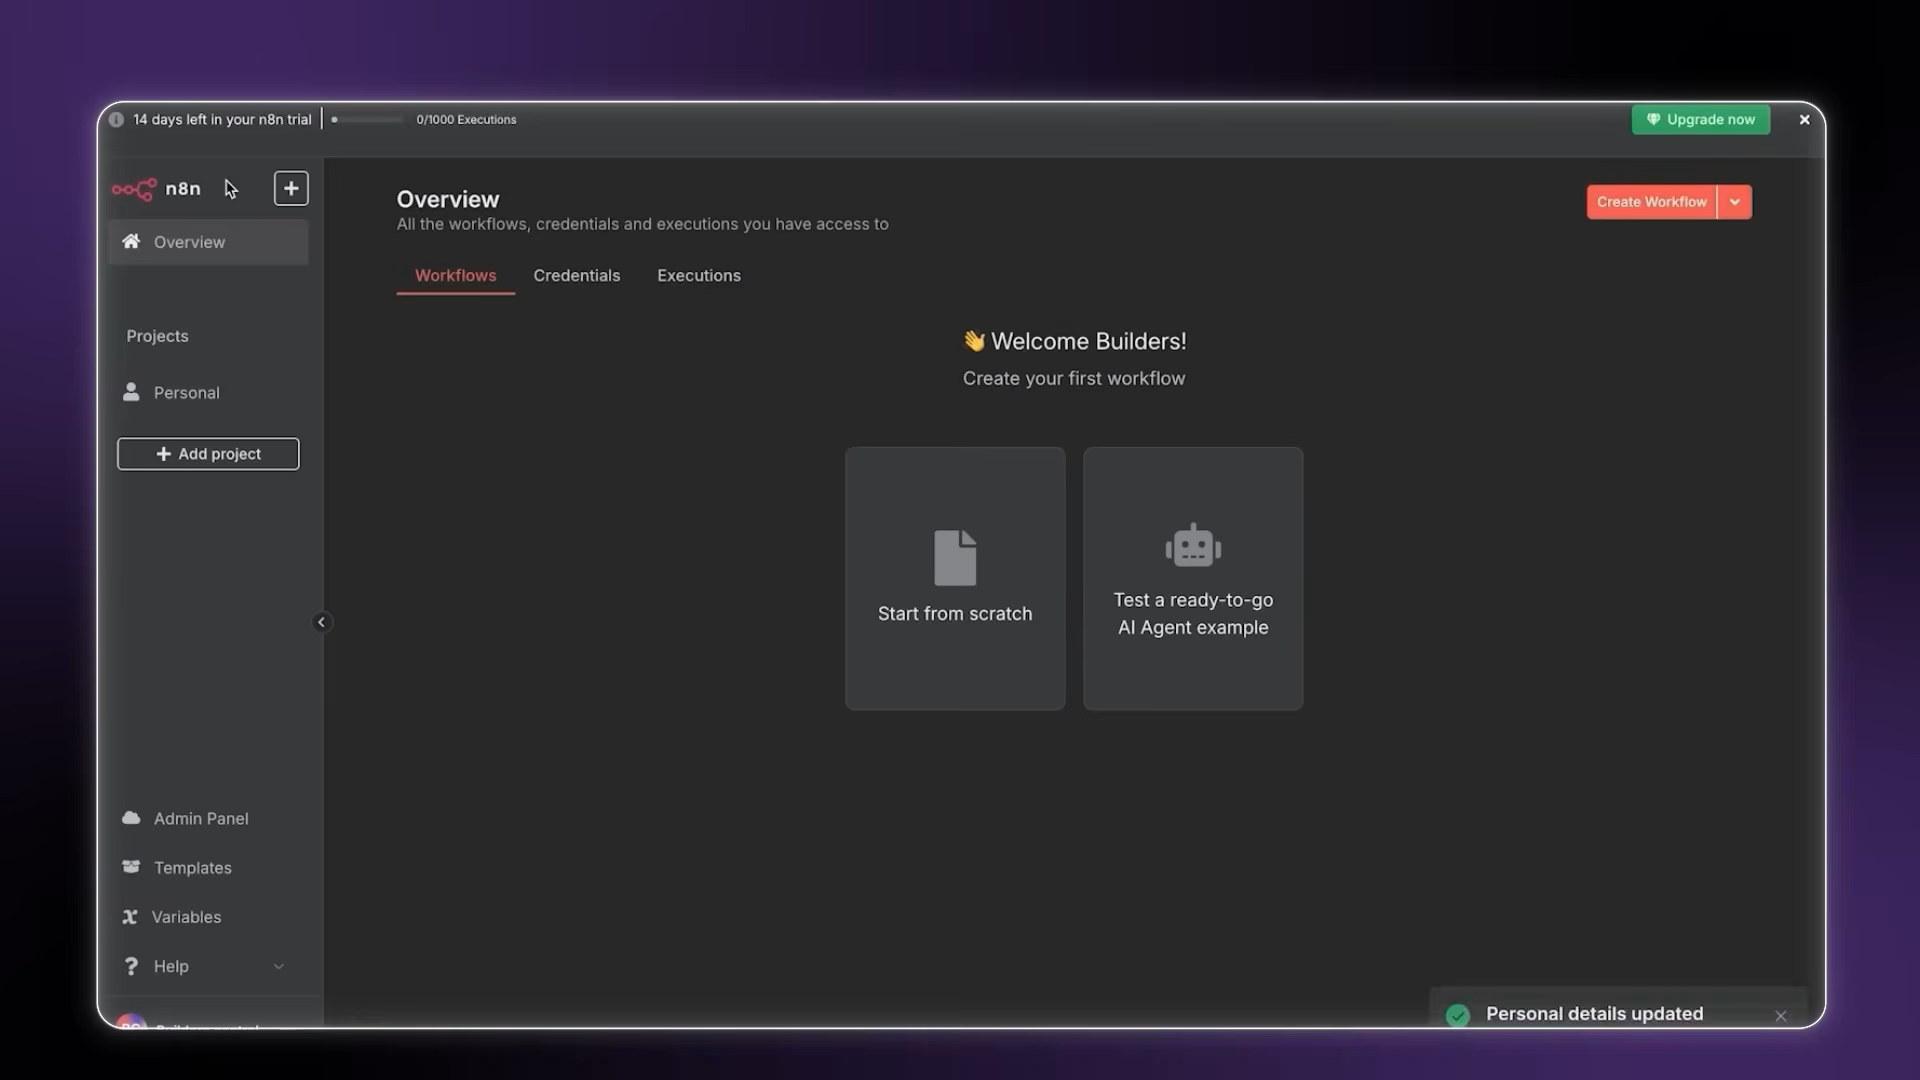 14 days left in your n8n trial
0/1000 Executions
Upgrade now
n8n
Overview
Projects
Personal
Add project
Admin Panel
Templates
Variables
Help
Overview
All the workflows, credentials and executions you have access to
Create Workflow
Workflows
Credentials
Executions
👋 Welcome Builders!
Create your first workflow
Start from scratch
Test a ready-to-go
AI Agent example
Personal details updated